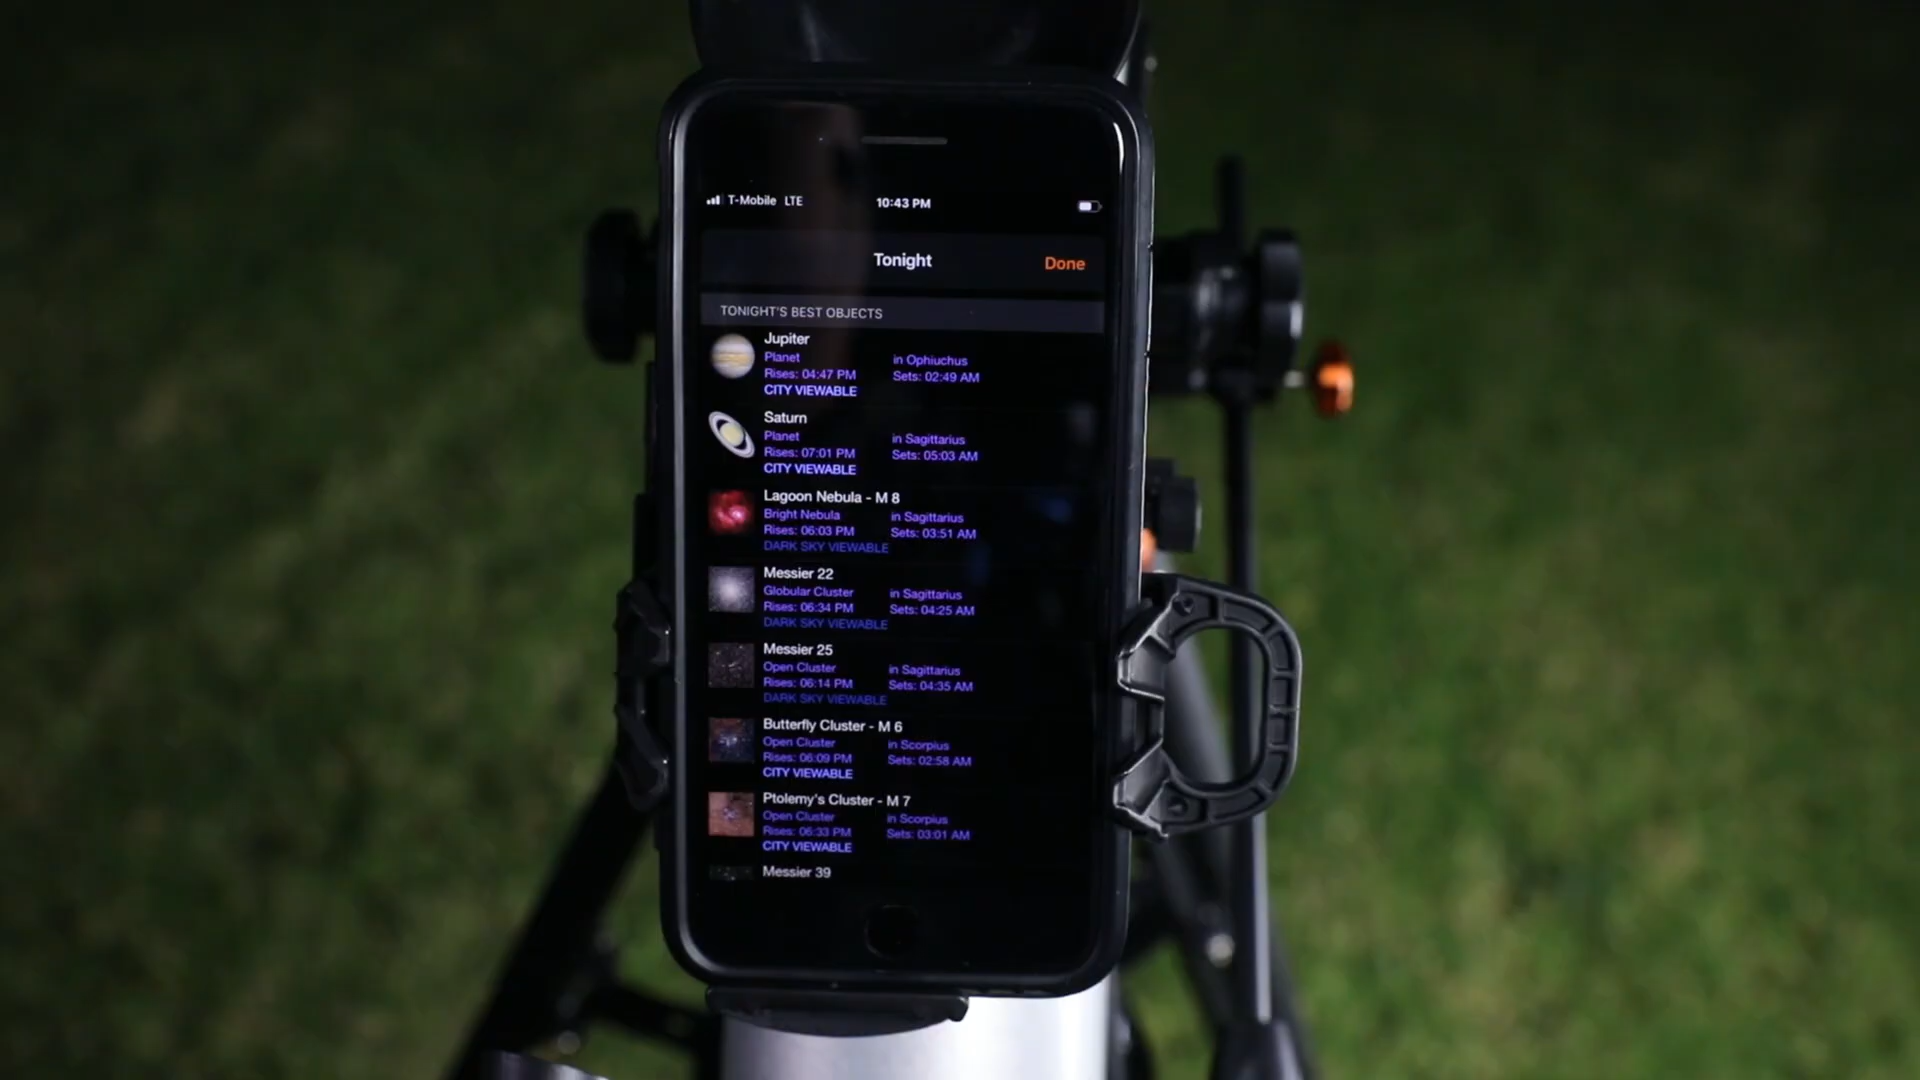 T-Mobile LTE 10:43 PM
Tonight Done
TONIGHT'S BEST OBJECTS
Jupiter
Planet in Ophiuchus
Rises: 04:47 PM Sets: 02:49 AM
CITY VIEWABLE
Saturn
Planet in Sagittarius
Rises: 07:01 PM Sets: 05:03 AM
CITY VIEWABLE
Lagoon Nebula - M 8
Bright Nebula in Sagittarius
Rises: 06:03 PM Sets: 03:51 AM
DARK SKY VIEWABLE
Messier 22
Globular Cluster in Sagittarius
Rises: 06:34 PM Sets: 04:25 AM
DARK SKY VIEWABLE
Messier 25
Open Cluster in Sagittarius
Rises: 06:14 PM Sets: 04:35 AM
DARK SKY VIEWABLE
Butterfly Cluster - M 6
Open Cluster in Scorpius
Rises: 06:09 PM Sets: 02:58 AM
CITY VIEWABLE
Ptolemy's Cluster - M 7
Open Cluster in Scorpius
Rises: 06:33 PM Sets: 03:01 AM
CITY VIEWABLE
Messier 39